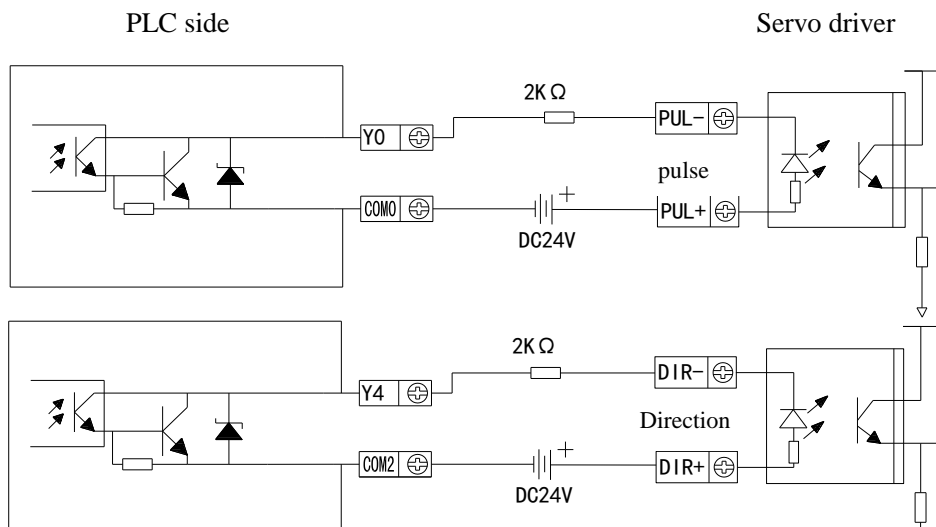 PLC side
Servo driver
2KΩ
Y0
PUL-
pulse
COM0
+
DC24V
PUL+
2KΩ
Y4
DIR-
Direction
COM2
+
DC24V
DIR+